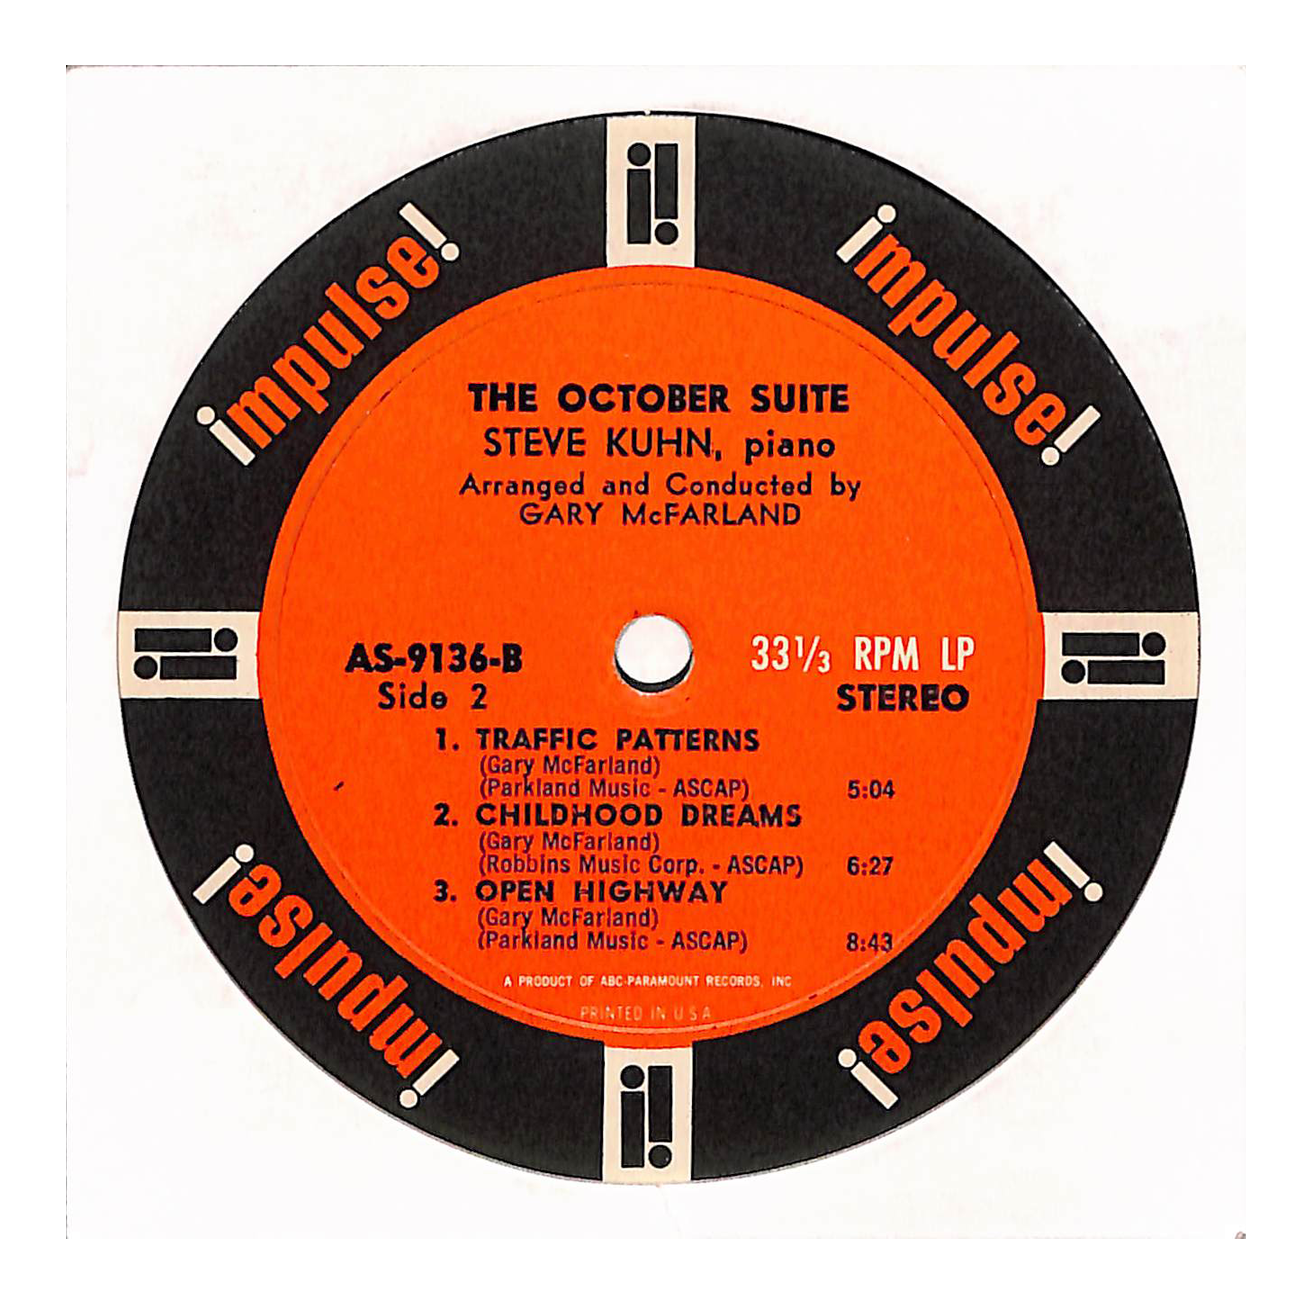 impulse!
impulse!
THE OCTOBER SUITE
STEVE KUHN, piano
Arranged and Conducted by
GARY McFARLAND
AS-9136-B
Side 2
33 1/3 RPM LP
STEREO
1. TRAFFIC PATTERNS
(Gary McFarland)
(Parkland Music - ASCAP) 5:04
2. CHILDHOOD DREAMS
(Gary McFarland)
(Robbins Music Corp. - ASCAP) 6:27
3. OPEN HIGHWAY
(Gary McFarland)
(Parkland Music - ASCAP) 8:43
A PRODUCT OF ABC-PARAMOUNT RECORDS, INC
PRINTED IN U S A
impulse!
impulse!